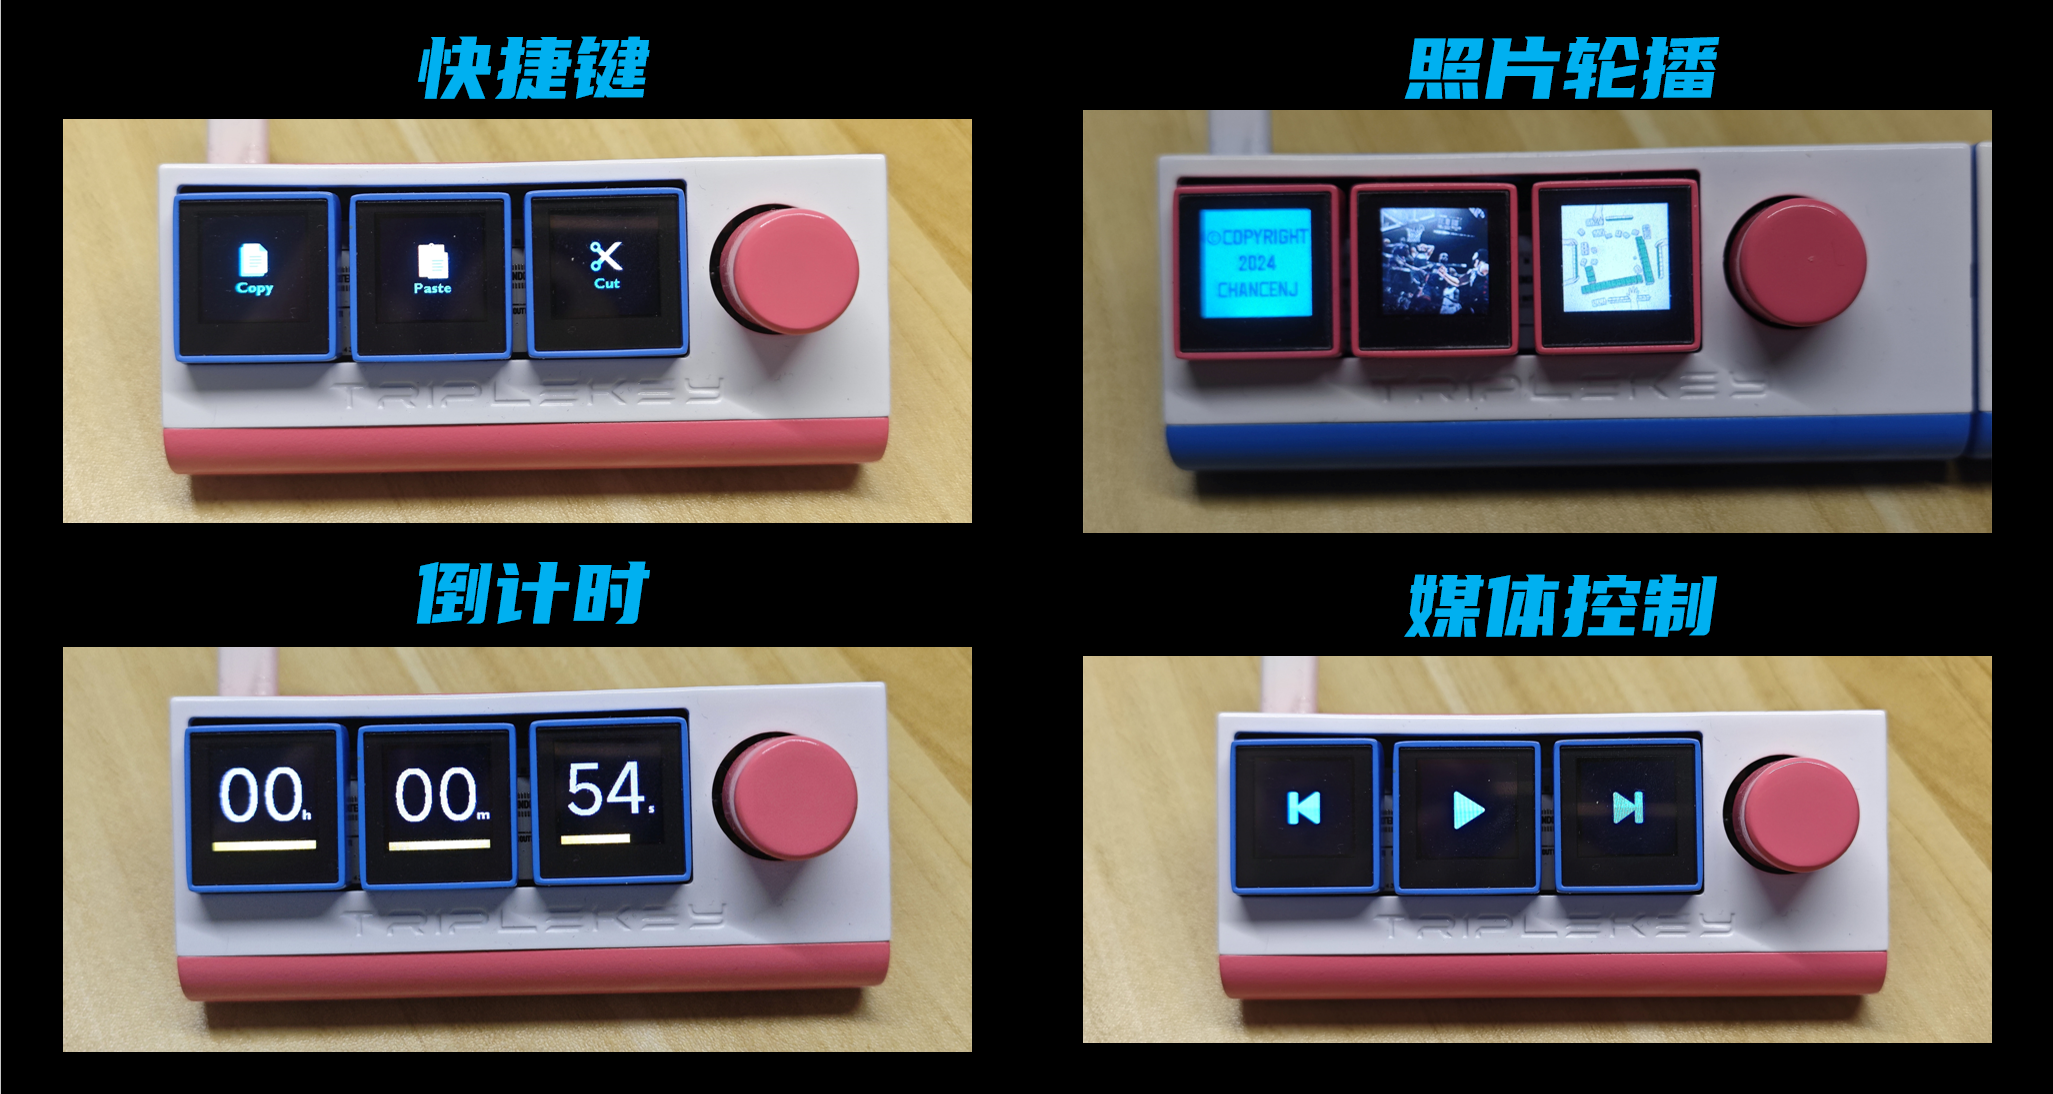 快捷键
Copy
Paste
Cut
TRIPLEKEY
照片轮播
©COPYRIGHT
2024
CHANCENJ
TRIPLEKEY
倒计时
00h
00m
54s
TRIPLEKEY
媒体控制
TRIPLEKEY